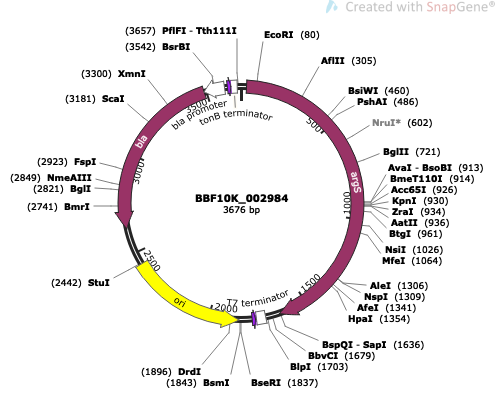 Created with SnapGene®
(3657) PflFI - Tth111I
EcoRI (80)
(3542) BsrBI
AflII (305)
(3300) XmnI
BsiWI (460)
(3181) ScaI
PshAI (486)
NruI* (602)
BglII (721)
(2923) FspI
(2849) NmeAIII
(2821) BglI
(2741) BmrI
AvaI - BsoBI (913)
BmeT110I (914)
Acc65I (926)
KpnI (930)
ZraI (934)
AatII (936)
BtgI (961)
NsiI (1026)
MfeI (1064)
(2442) StuI
AleI (1306)
NspI (1309)
AfeI (1341)
HpaI (1354)
BspQI - SapI (1636)
BbvCI (1679)
BlpI (1703)
(1896) DrdI
(1843) BsmI
BseRI (1837)
bla promoter
tonB terminator
bla
argS
BBF10K_002984
3676 bp
T7 terminator
ori
500
1000
1500
2000
2500
3000
3500